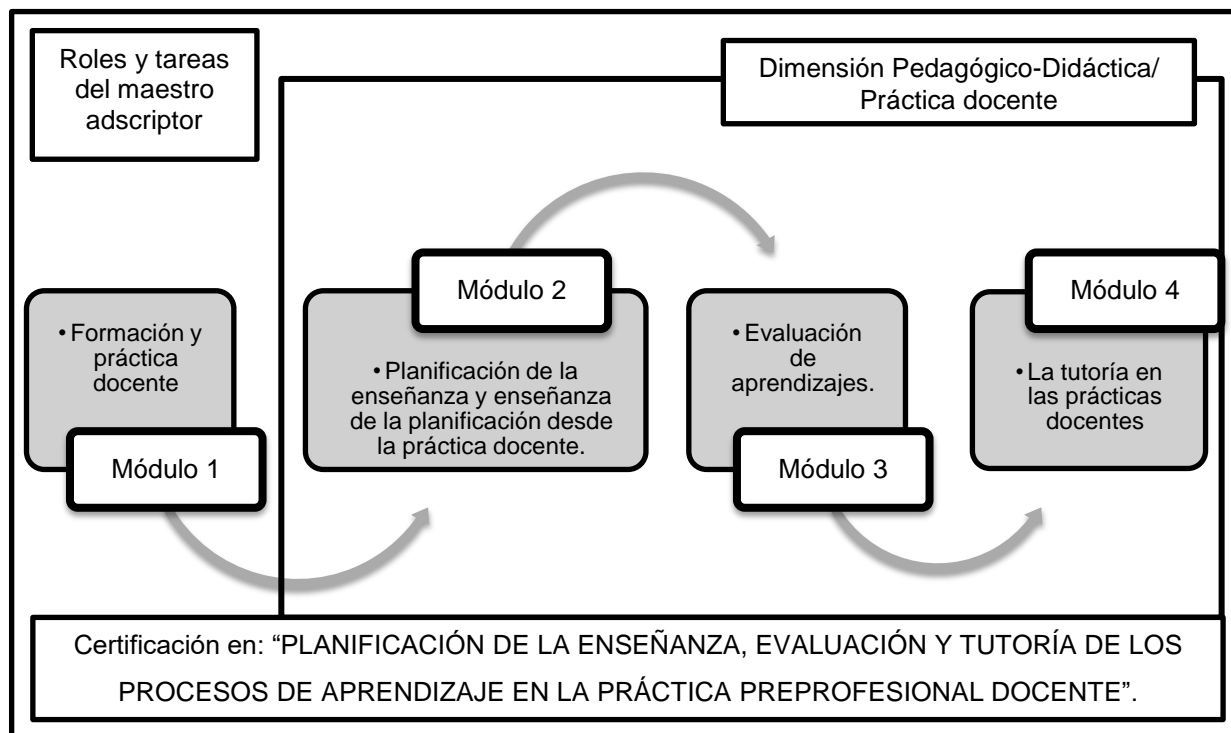 Roles y tareas
del maestro
adscriptor
Dimensión Pedagógico-Didáctica/
Práctica docente
• Formación y
práctica
docente
Módulo 1
Módulo 2
• Planificación de la
enseñanza y enseñanza
de la planificación desde
la práctica docente.
• Evaluación
de
aprendizajes.
Módulo 3
Módulo 4
• La tutoría en
las prácticas
docentes
Certificación en: “PLANIFICACIÓN DE LA ENSEÑANZA, EVALUACIÓN Y TUTORÍA DE LOS
PROCESOS DE APRENDIZAJE EN LA PRÁCTICA PREPROFESIONAL DOCENTE”.